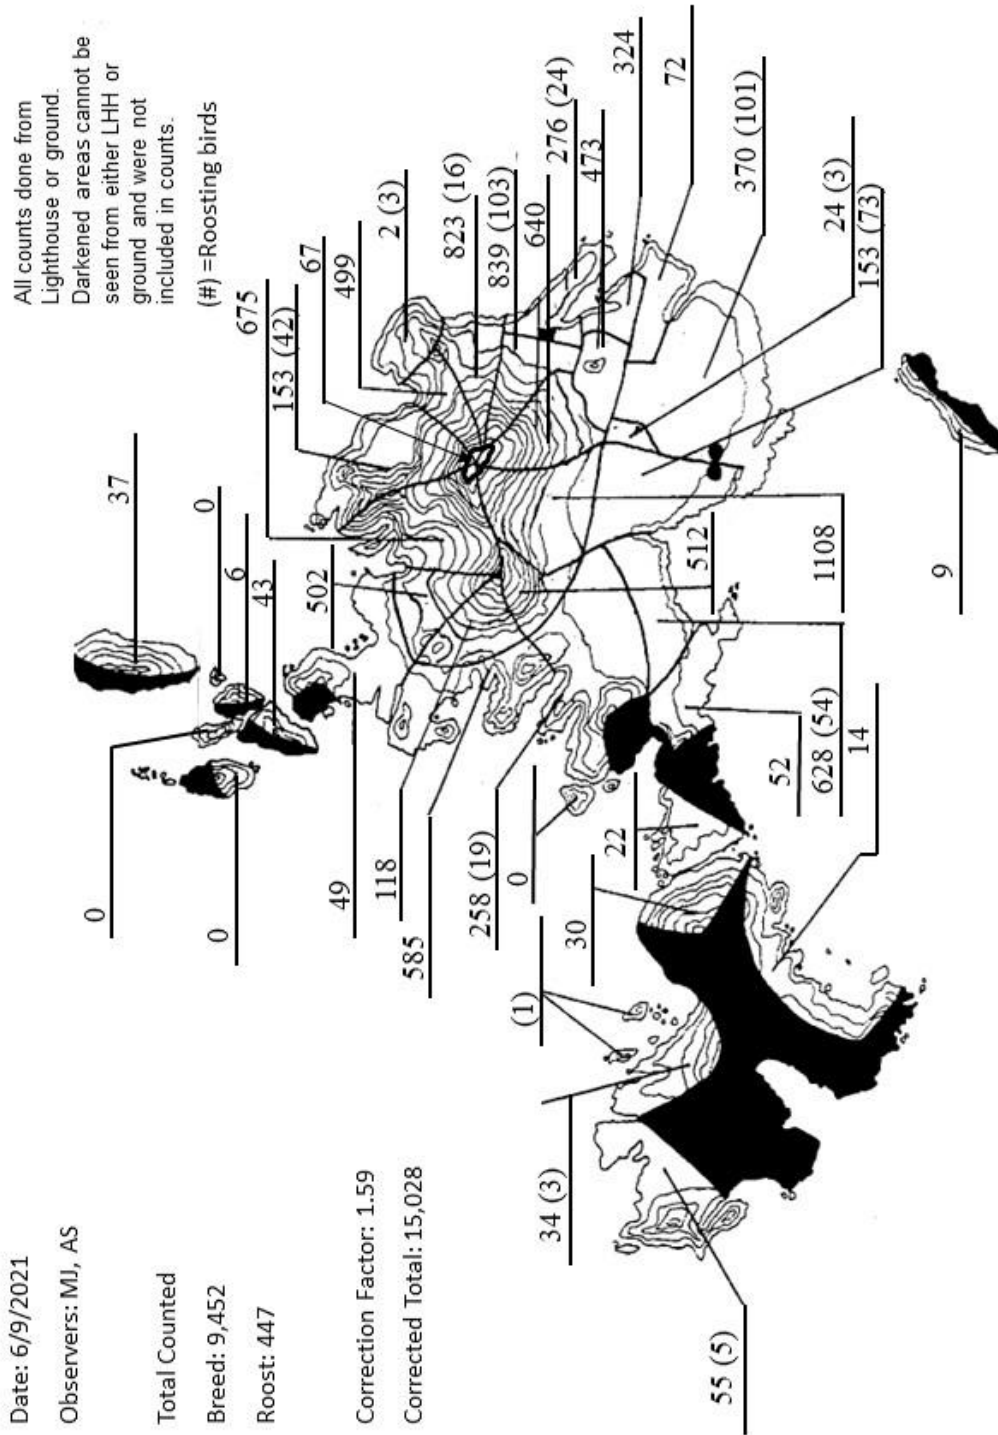 Date: 6/9/2021
Observers: MJ, AS
Total Counted
Breed: 9,452
Roost: 447
Correction Factor: 1.59
Corrected Total: 15,028
All counts done from
Lighthouse or ground.
Darkened areas cannot be
seen from either LHH or
ground and were not
included in counts.
(#) =Roosting birds
0
37
0
0
6
43
49
502
675
153 (42)
67
499
2 (3)
823 (16)
839 (103)
640
276 (24)
473
324
72
370 (101)
24 (3)
153 (73)
118
585
258 (19)
0
(1)
30
22
34 (3)
55 (5)
512
1108
52
628 (54)
14
9